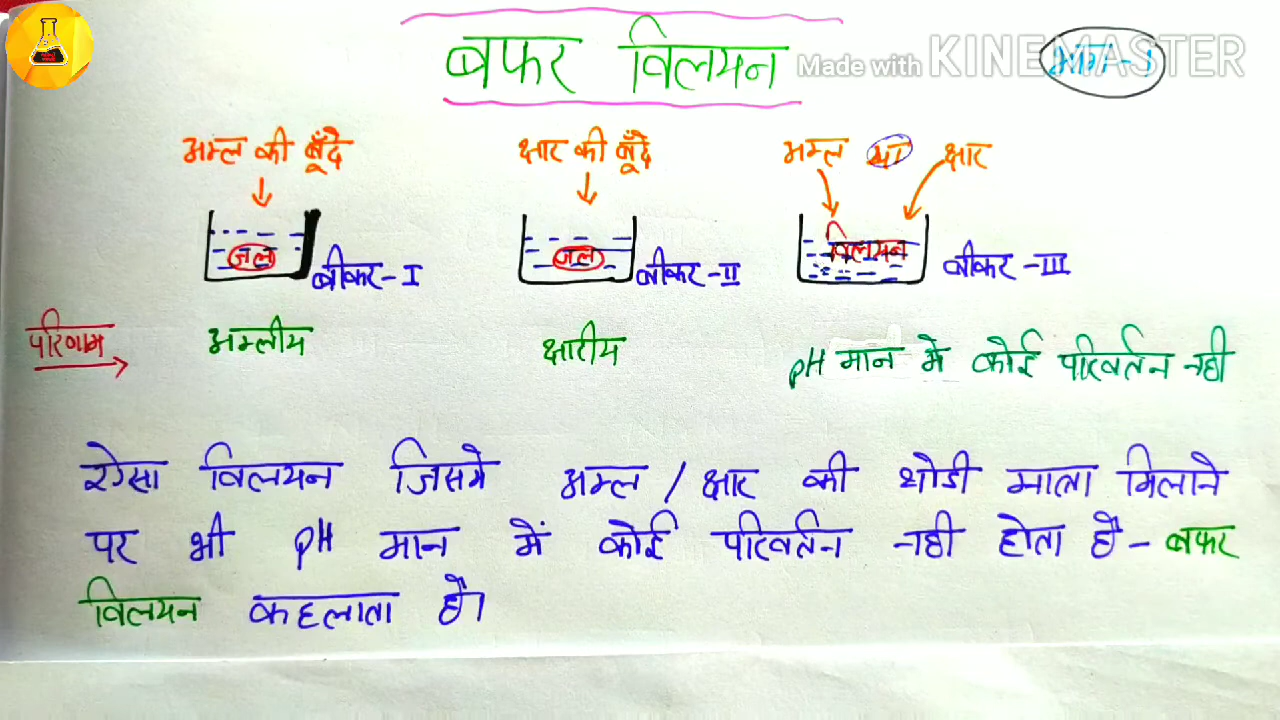 बफर विलयन
Made with KINEMASTER
भाग-1
अम्ल की बूँदे
क्षार की बूँदे
अम्ल या क्षार
जल
जल
विलयन
बीकर-I
बीकर-II
बीकर-III
परिणाम
अम्लीय
क्षारीय
pH मान मे कोई परिवर्तन नही
ऐसा विलयन जिसमे अम्ल / क्षार की थोडी मात्रा मिलाने
पर भी pH मान में कोई परिवर्तन नही होता है - बफर
विलयन कहलाता है।